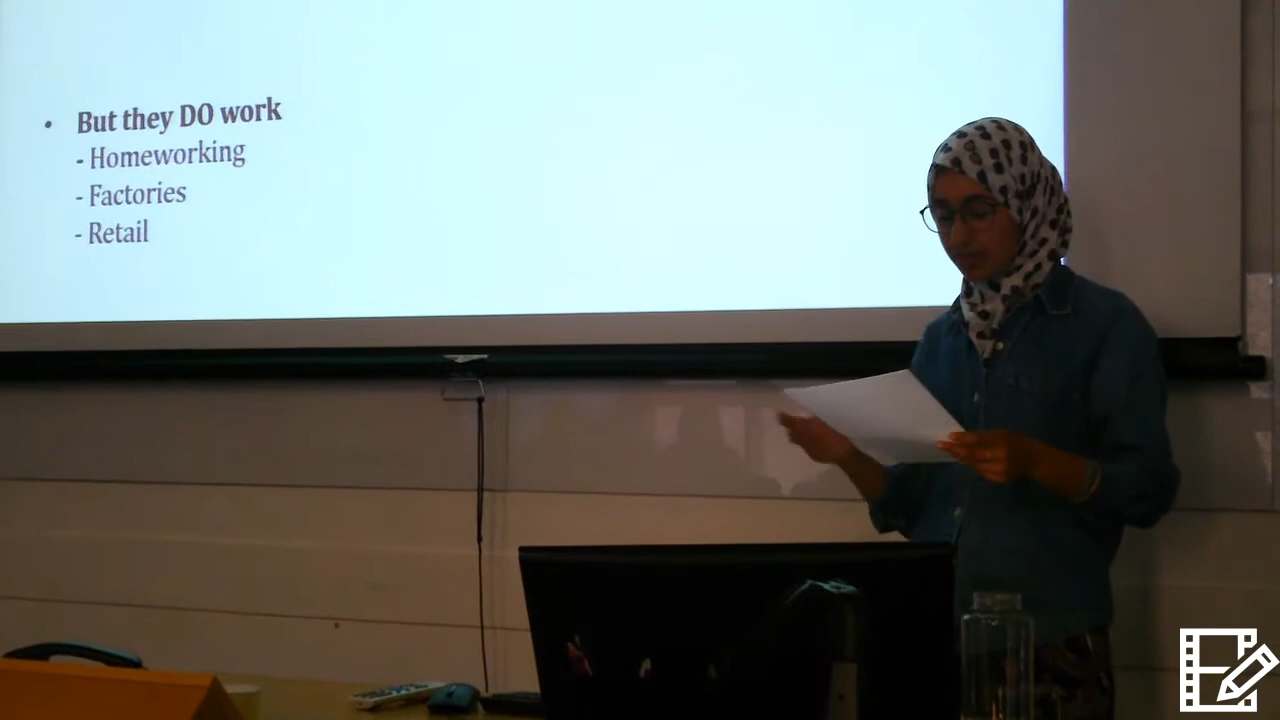 • But they DO work
- Homeworking
- Factories
- Retail